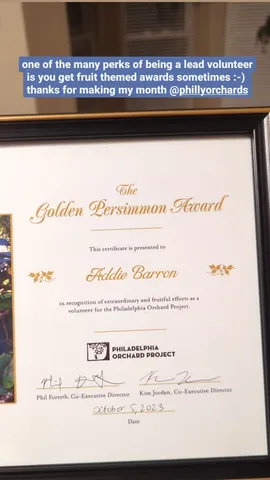 one of the many perks of being a lead volunteer
is you get fruit themed awards sometimes :-)
thanks for making my month @phillyorchards
The
Golden Persimmon Award
This certificate is presented to
Addie Barron
in recognition of extraordinary and fruitful efforts as a
volunteer for the Philadelphia Orchard Project.
PHILADELPHIA
ORCHARD PROJECT
Phil Forsyth, Co-Executive Director
Kim Jordan, Co-Executive Director
October 5, 2023
Date